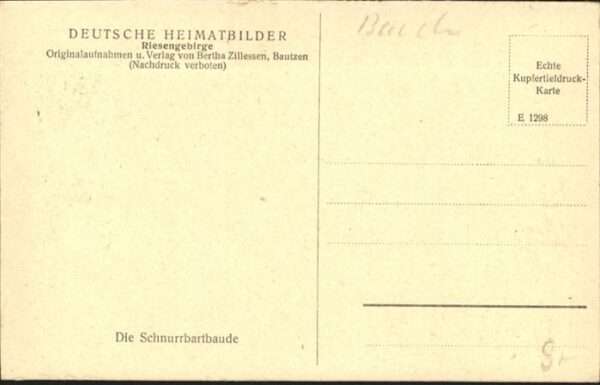 DEUTSCHE HEIMATBILDER
Riesengebirge
Originalaufnahmen u. Verlag von Bertha Zillessen, Bautzen
(Nachdruck verboten)
Echte
Kupfertiefdruck-
Karte
E 1298
Die Schnurrbartbaude